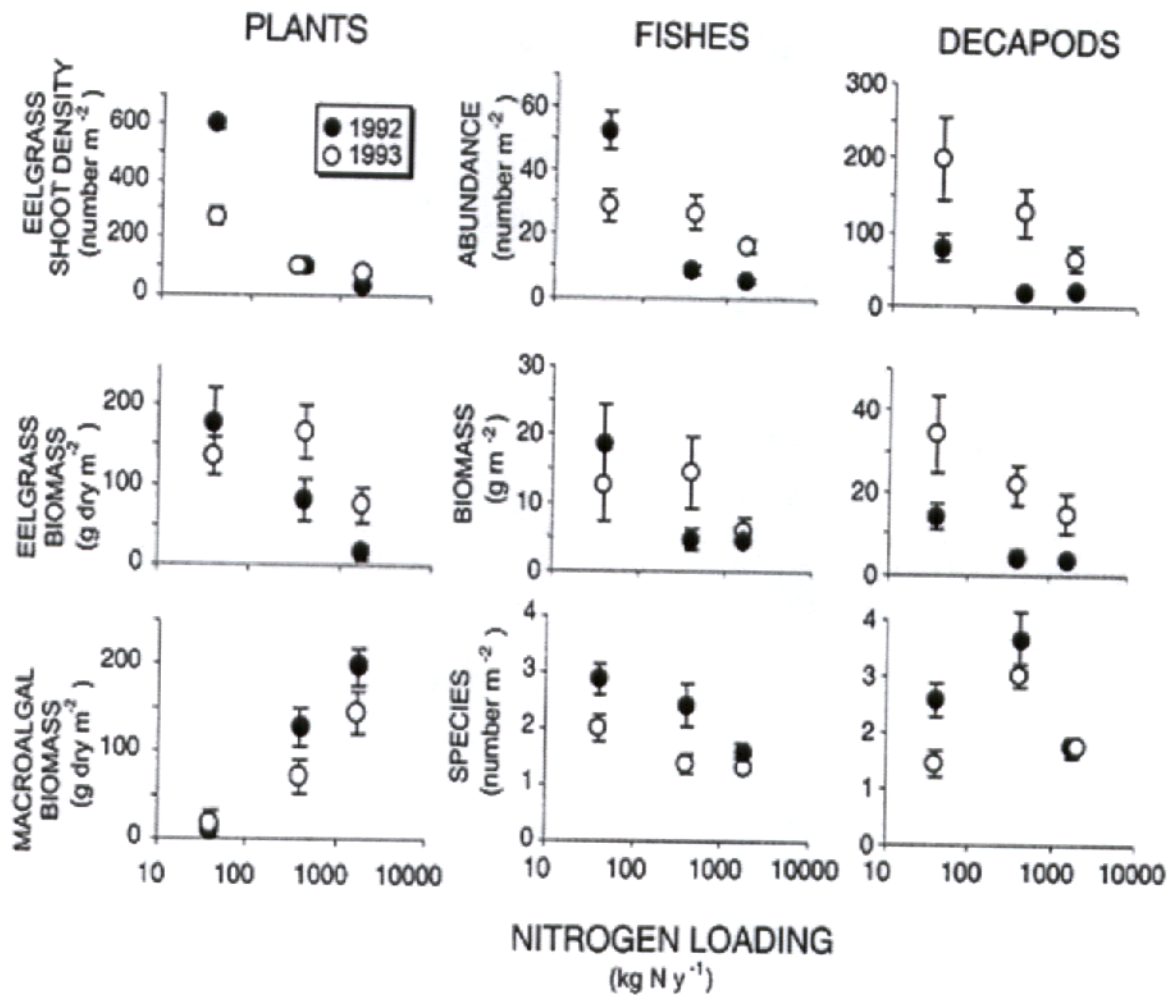 PLANTS
FISHES
DECAPODS
EELGRASS
SHOOT DENSITY
(number m⁻²)
600
400
200
0
1992
1993
ABUNDANCE
(number m⁻²)
60
40
20
0
300
200
100
0
EELGRASS
BIOMASS
(g dry m⁻²)
200
100
0
BIOMASS
(g m⁻²)
30
20
10
0
40
20
0
MACROALGAL
BIOMASS
(g dry m⁻²)
200
100
0
10 100 1000 10000
SPECIES
(number m⁻²)
4
3
2
1
0
10 100 1000 10000
4
3
2
1
0
10 100 1000 10000
NITROGEN LOADING
(kg N y⁻¹)